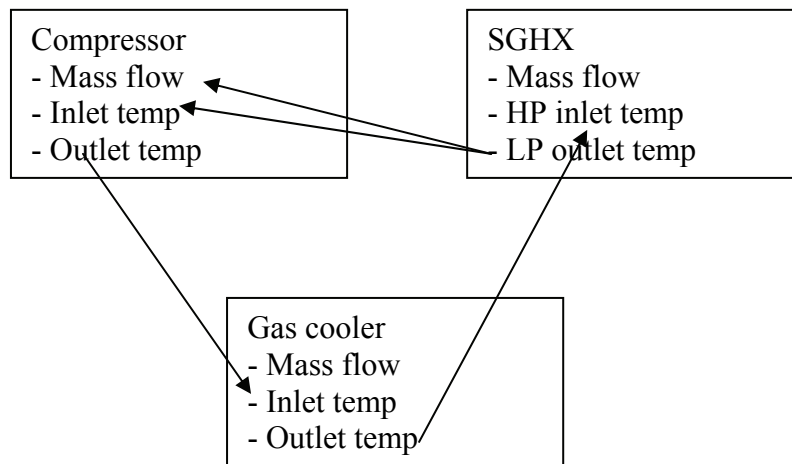 Compressor
- Mass flow
- Inlet temp
- Outlet temp
SGHX
- Mass flow
- HP inlet temp
- LP outlet temp
Gas cooler
- Mass flow
- Inlet temp
- Outlet temp